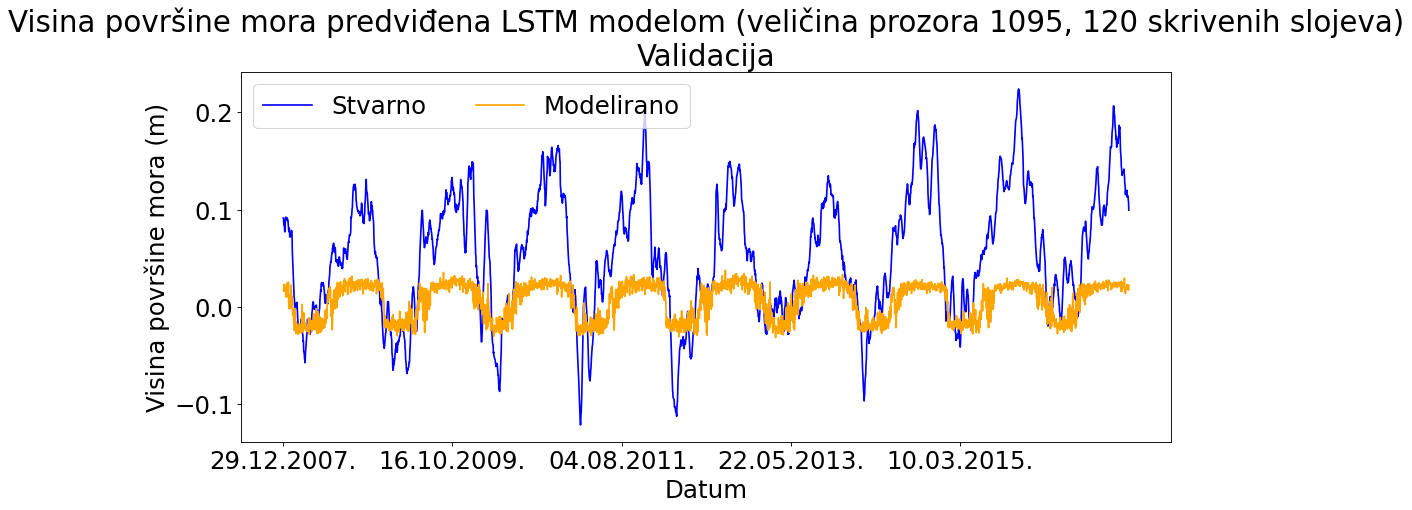 Visina površine mora predviđena LSTM modelom (veličina prozora 1095, 120 skrivenih slojeva)
Validacija
Stvarno Modelirano
Visina površine mora (m)
0.2
0.1
0.0
−0.1
29.12.2007. 16.10.2009. 04.08.2011. 22.05.2013. 10.03.2015.
Datum